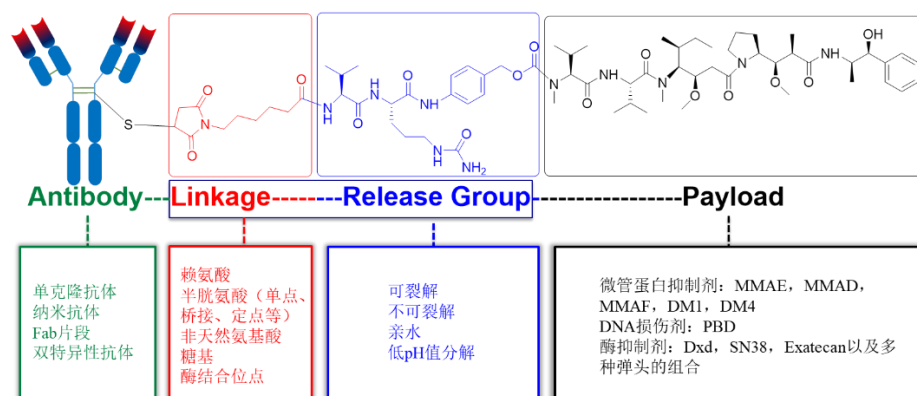 Antibody
Linkage
Release Group
Payload
单克隆抗体
纳米抗体
Fab片段
双特异性抗体
赖氨酸
半胱氨酸（单点、
桥接、定点等）
非天然氨基酸
糖基
酶结合位点
可裂解
不可裂解
亲水
低pH值分解
微管蛋白抑制剂：MMAE，MMAD，
MMAF，DM1，DM4
DNA损伤剂：PBD
酶抑制剂：Dxd，SN38，Exatecan以及多
种弹头的组合